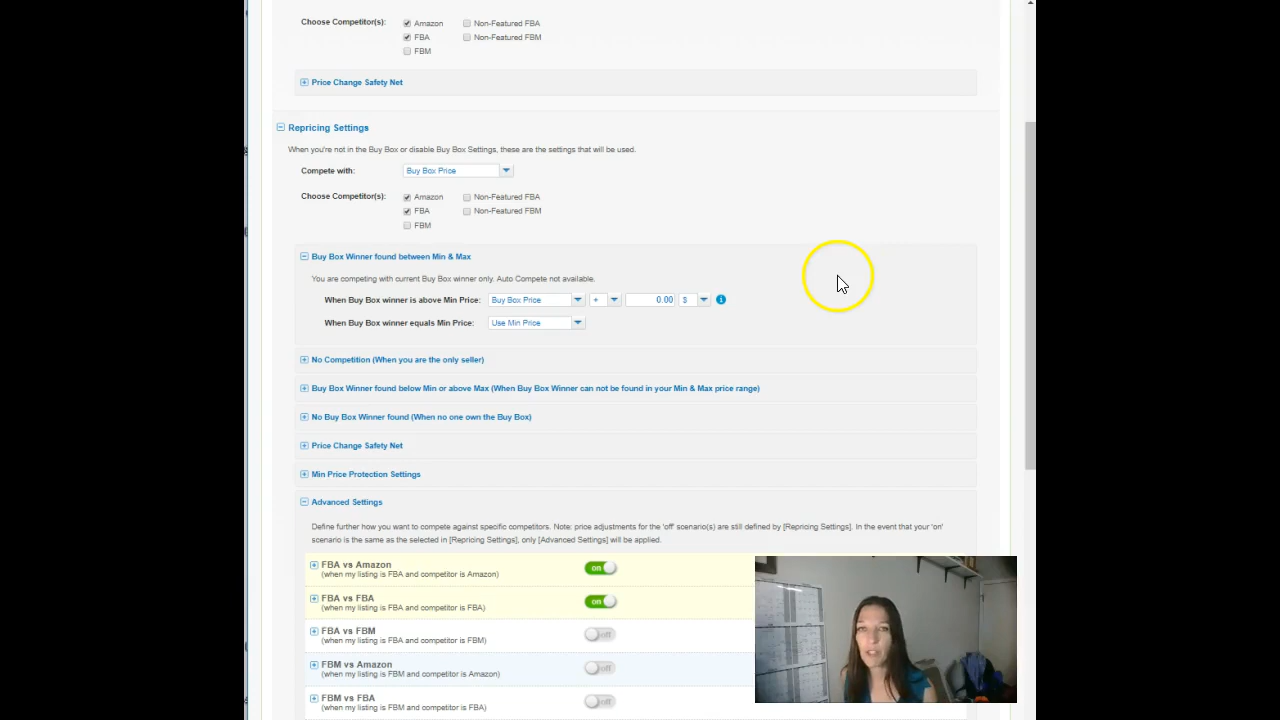 Choose Competitor(s): Amazon Non-Featured FBA
FBA Non-Featured FBM
FBM
Price Change Safety Net
Repricing Settings
When you're not in the Buy Box or disable Buy Box Settings, these are the settings that will be used.
Compete with: Buy Box Price
Choose Competitor(s): Amazon Non-Featured FBA
FBA Non-Featured FBM
FBM
Buy Box Winner found between Min & Max
You are competing with current Buy Box winner only. Auto Compete not available.
When Buy Box winner is above Min Price: Buy Box Price + 0.00 $
When Buy Box winner equals Min Price: Use Min Price
No Competition (When you are the only seller)
Buy Box Winner found below Min or above Max (When Buy Box Winner can not be found in your Min & Max price range)
No Buy Box Winner found (When no one own the Buy Box)
Price Change Safety Net
Min Price Protection Settings
Advanced Settings
Define further how you want to compete against specific competitors. Note: price adjustments for the 'off' scenario(s) are still defined by [Repricing Settings]. In the event that your 'on'
scenario is the same as the selected in [Repricing Settings], only [Advanced Settings] will be applied.
FBA vs Amazon on
(when my listing is FBA and competitor is Amazon)
FBA vs FBA on
(when my listing is FBA and competitor is FBA)
FBA vs FBM off
(when my listing is FBA and competitor is FBM)
FBM vs Amazon off
(when my listing is FBM and competitor is Amazon)
FBM vs FBA off
(when my listing is FBM and competitor is FBA)